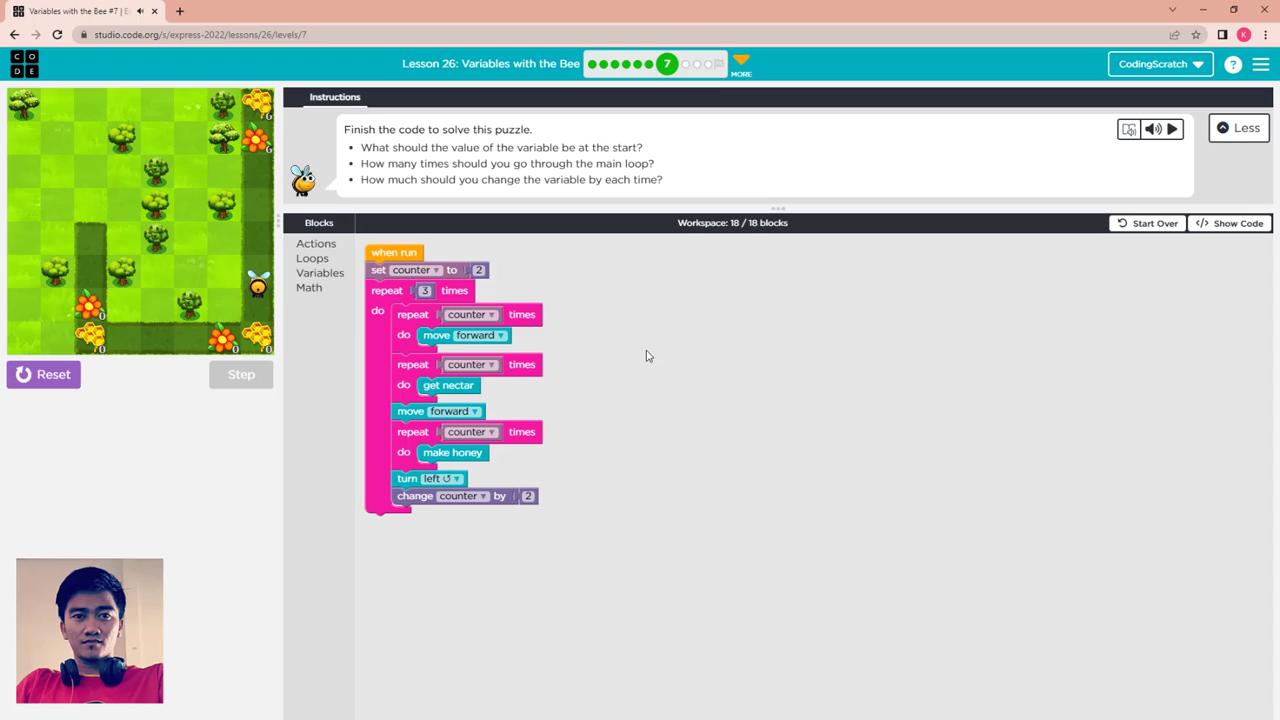 Variables with the Bee #7 | E
studio.code.org/s/express-2022/lessons/26/levels/7
K
C O
D E
Lesson 26: Variables with the Bee
7
MORE
CodingScratch
?
Instructions
Finish the code to solve this puzzle.
• What should the value of the variable be at the start?
• How many times should you go through the main loop?
• How much should you change the variable by each time?
Less
Blocks
Workspace: 18 / 18 blocks
Start Over
</> Show Code
Actions
Loops
Variables
Math
when run
set counter to 2
repeat 3 times
do
repeat counter times
do move forward
repeat counter times
do get nectar
move forward
repeat counter times
do make honey
turn left
change counter by 2
6
6
0
0
0
0
Reset
Step